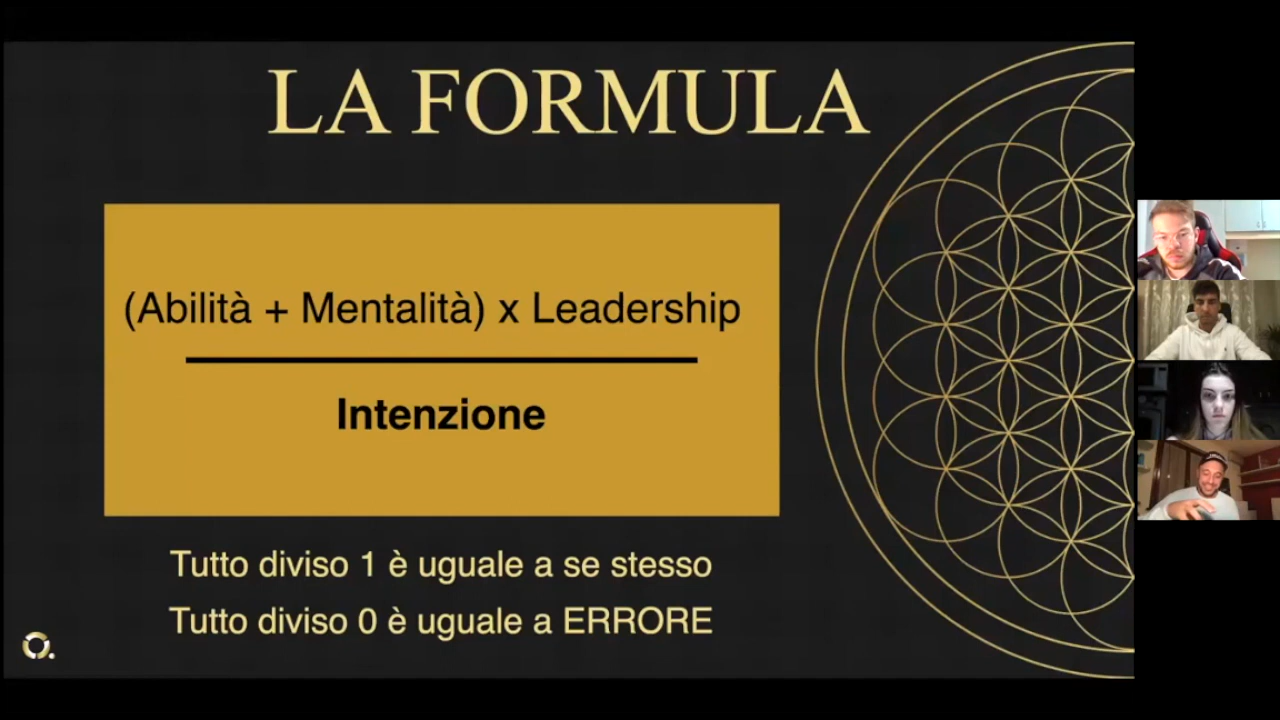 LA FORMULA
(Abilità + Mentalità) x Leadership
Intenzione
Tutto diviso 1 è uguale a se stesso
Tutto diviso 0 è uguale a ERRORE